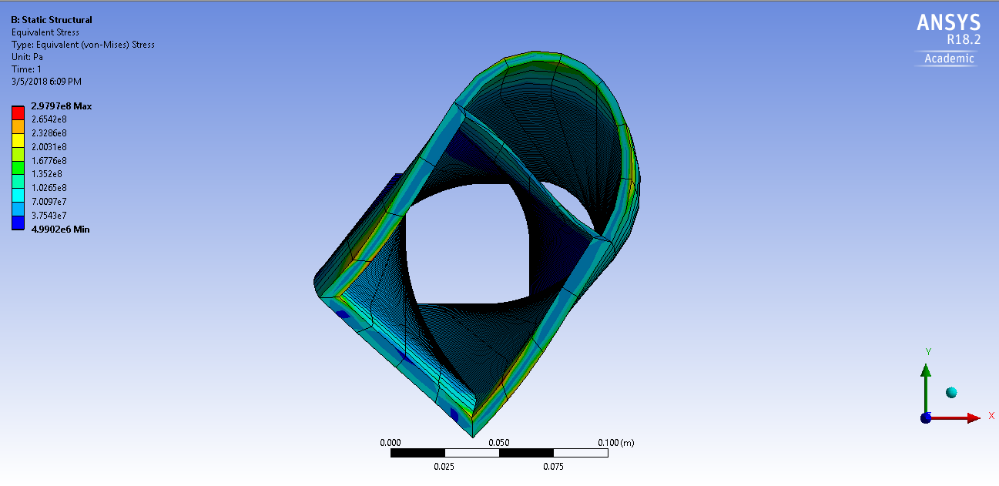 B: Static Structural
Equivalent Stress
Type: Equivalent (von-Mises) Stress
Unit: Pa
Time: 1
3/5/2018 6:09 PM
2.9797e8 Max
2.6542e8
2.3286e8
2.0031e8
1.6776e8
1.352e8
1.0265e8
7.0097e7
3.7543e7
4.9902e6 Min
ANSYS
R18.2
Academic
Y
X
0.000 0.050 0.100 (m)
0.025 0.075